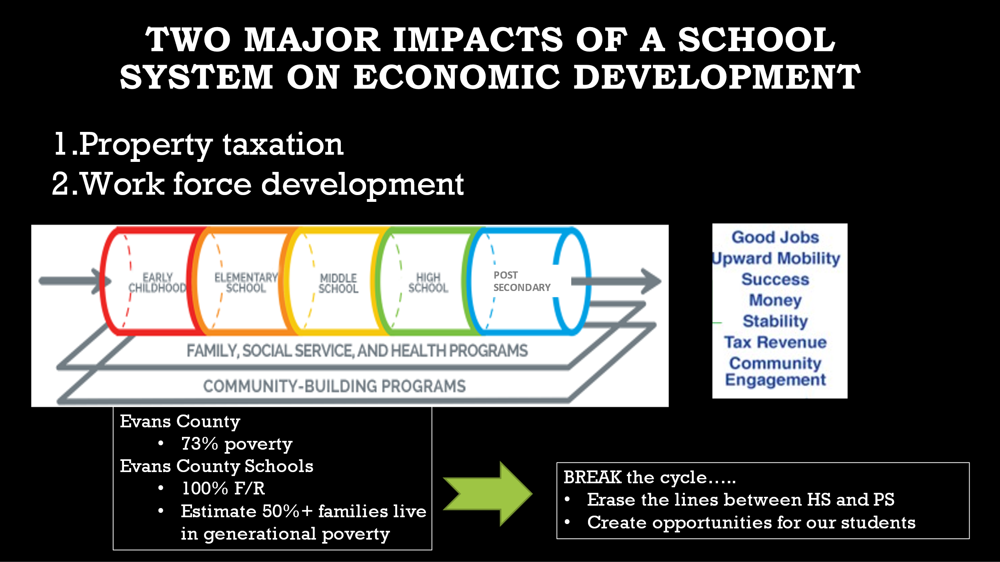 TWO MAJOR IMPACTS OF A SCHOOL
SYSTEM ON ECONOMIC DEVELOPMENT
1.Property taxation
2.Work force development
EARLY
CHILDHOOD
ELEMENTARY
SCHOOL
MIDDLE
SCHOOL
HIGH
SCHOOL
POST
SECONDARY
FAMILY, SOCIAL SERVICE, AND HEALTH PROGRAMS
COMMUNITY-BUILDING PROGRAMS
Good Jobs
Upward Mobility
Success
Money
Stability
Tax Revenue
Community
Engagement
Evans County
• 73% poverty
Evans County Schools
• 100% F/R
• Estimate 50%+ families live
in generational poverty
BREAK the cycle.....
• Erase the lines between HS and PS
• Create opportunities for our students